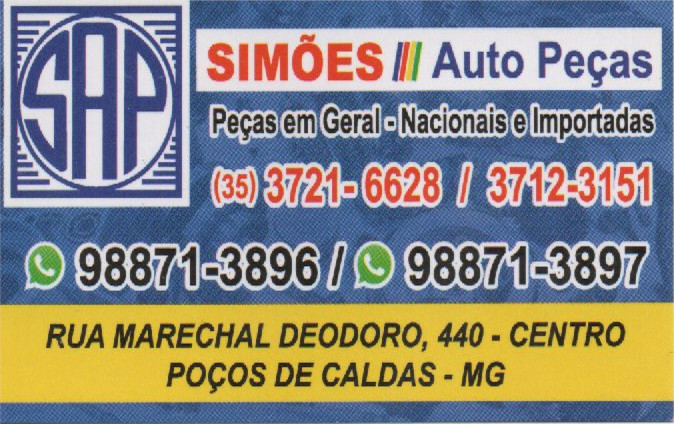 SAP
SIMÕES Auto Peças
Peças em Geral - Nacionais e Importadas
(35) 3721-6628 / 3712-3151
98871-3896 / 98871-3897
RUA MARECHAL DEODORO, 440 - CENTRO
POÇOS DE CALDAS - MG